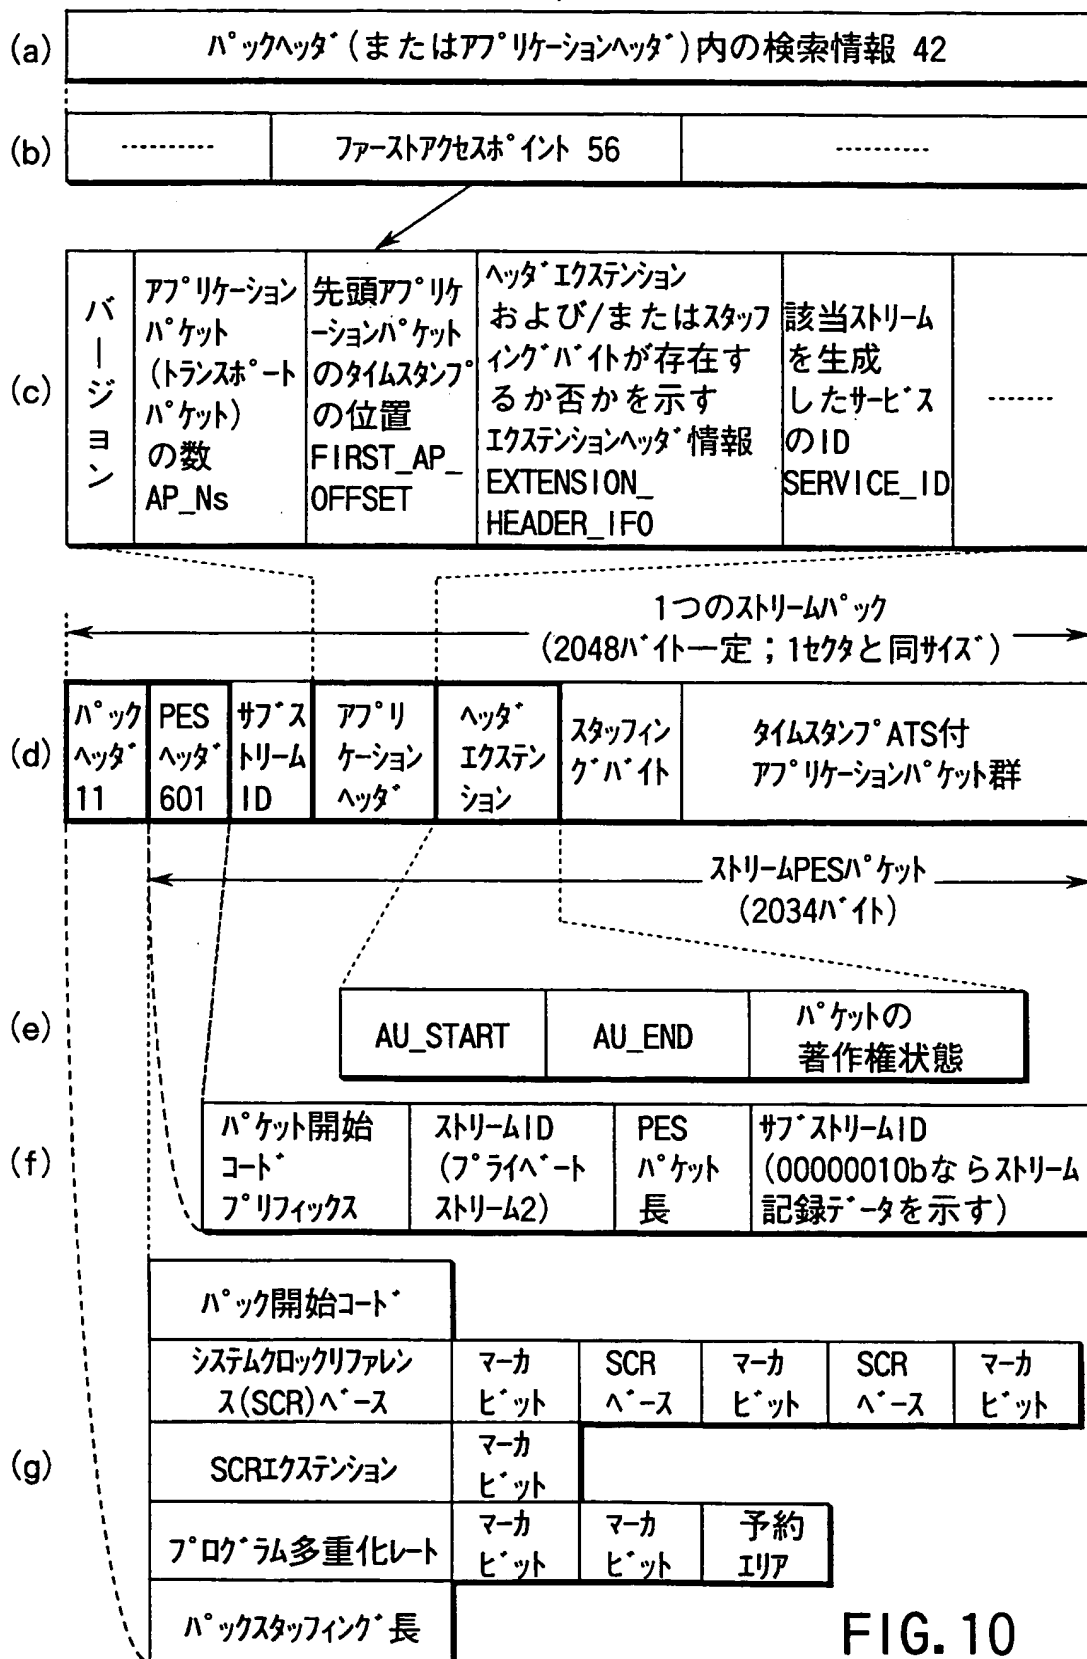 (a)
パックヘッダ(またはアプリケーションヘッダ)内の検索情報 42
(b)
---------
ファーストアクセスポイント 56
---------
(c)
バージョン
アプリケーション
パケット
(トランスポート
パケット)
の数
AP_Ns
先頭アプリケ
ーションパケット
のタイムスタンプ
の位置
FIRST_AP_
OFFSET
ヘッダエクステンション
および/またはスタッフ
ィングバイトが存在す
るか否かを示す
エクステンションヘッダ情報
EXTENSION_
HEADER_IFO
該当ストリーム
を生成
したサービス
のID
SERVICE_ID
------
1つのストリームパック
(2048バイト一定;1セクタと同サイズ)
(d)
パック
ヘッダ
11
PES
ヘッダ
601
サブス
トリーム
ID
アプリ
ケーション
ヘッダ
ヘッダ
エクステン
ション
スタッフィン
グバイト
タイムスタンプATS付
アプリケーションパケット群
ストリームPESパケット
(2034バイト)
(e)
AU_START
AU_END
パケットの
著作権状態
(f)
パケット開始
コード
プリフィックス
ストリームID
(プライベート
ストリーム2)
PES
パケット
長
サブストリームID
(00000010bならストリーム
記録データを示す)
(g)
パック開始コード
システムクロックリファレン
ス(SCR)ベース
マーカ
ビット
SCR
ベース
マーカ
ビット
SCR
ベース
マーカ
ビット
SCRエクステンション
マーカ
ビット
プログラム多重化レート
マーカ
ビット
マーカ
ビット
予約
エリア
パックスタッフィング長
FIG. 10